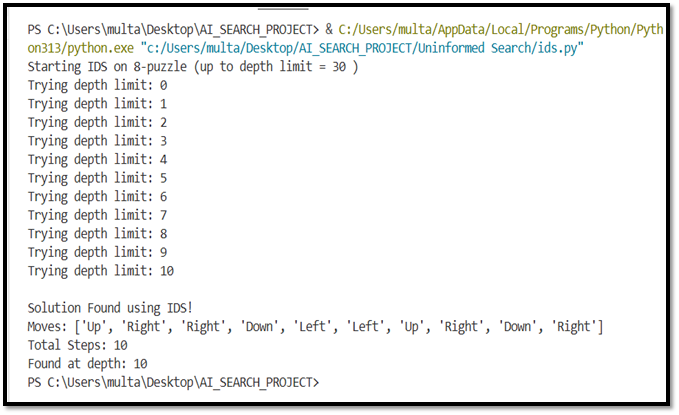 PS C:\Users\multa\Desktop\AI_SEARCH_PROJECT> & C:/Users/multa/AppData/Local/Programs/Python/Pyth
on313/python.exe "c:/Users/multa/Desktop/AI_SEARCH_PROJECT/Uninformed Search/ids.py"
Starting IDS on 8-puzzle (up to depth limit = 30 )
Trying depth limit: 0
Trying depth limit: 1
Trying depth limit: 2
Trying depth limit: 3
Trying depth limit: 4
Trying depth limit: 5
Trying depth limit: 6
Trying depth limit: 7
Trying depth limit: 8
Trying depth limit: 9
Trying depth limit: 10
Solution Found using IDS!
Moves: ['Up', 'Right', 'Right', 'Down', 'Left', 'Left', 'Up', 'Right', 'Down', 'Right']
Total Steps: 10
Found at depth: 10
PS C:\Users\multa\Desktop\AI_SEARCH_PROJECT>